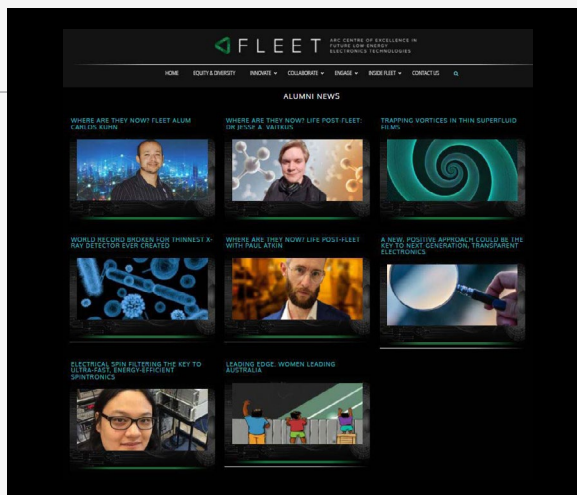 FLEET
ARC CENTRE OF EXCELLENCE IN
FUTURE LOW ENERGY
ELECTRONICS TECHNOLOGIES
HOME EQUITY & DIVERSITY INNOVATE COLLABORATE ENGAGE INSIDE FLEET CONTACT US
ALUMNI NEWS
WHERE ARE THEY NOW? FLEET ALUM
CARLOS KUHN
WHERE ARE THEY NOW? LIFE POST-FLEET:
DR JESSE A. VAITKUS
TRAPPING VORTICES IN THIN SUPERFLUID
FILMS
WORLD RECORD BROKEN FOR THINNEST X-
RAY DETECTOR EVER CREATED
WHERE ARE THEY NOW? LIFE POST-FLEET
WITH PAUL ATKIN
A NEW, POSITIVE APPROACH COULD BE THE
KEY TO NEXT GENERATION, TRANSPARENT
ELECTRONICS
ELECTRICAL SPIN FILTERING THE KEY TO
ULTRA-FAST, ENERGY-EFFICIENT
SPINTRONICS
LEADING EDGE. WOMEN LEADING
AUSTRALIA